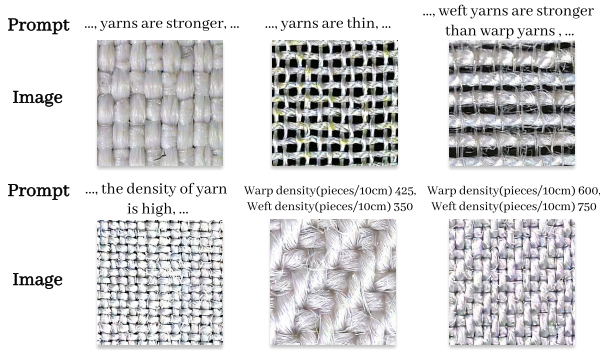 Prompt
..., yarns are stronger, ...
..., yarns are thin, ...
..., weft yarns are stronger
than warp yarns , ...
Image
Prompt
..., the density of yarn
is high, ...
Warp density(pieces/10cm) 425,
Weft density(pieces/10cm) 350
Warp density(pieces/10cm) 600,
Weft density(pieces/10cm) 750
Image